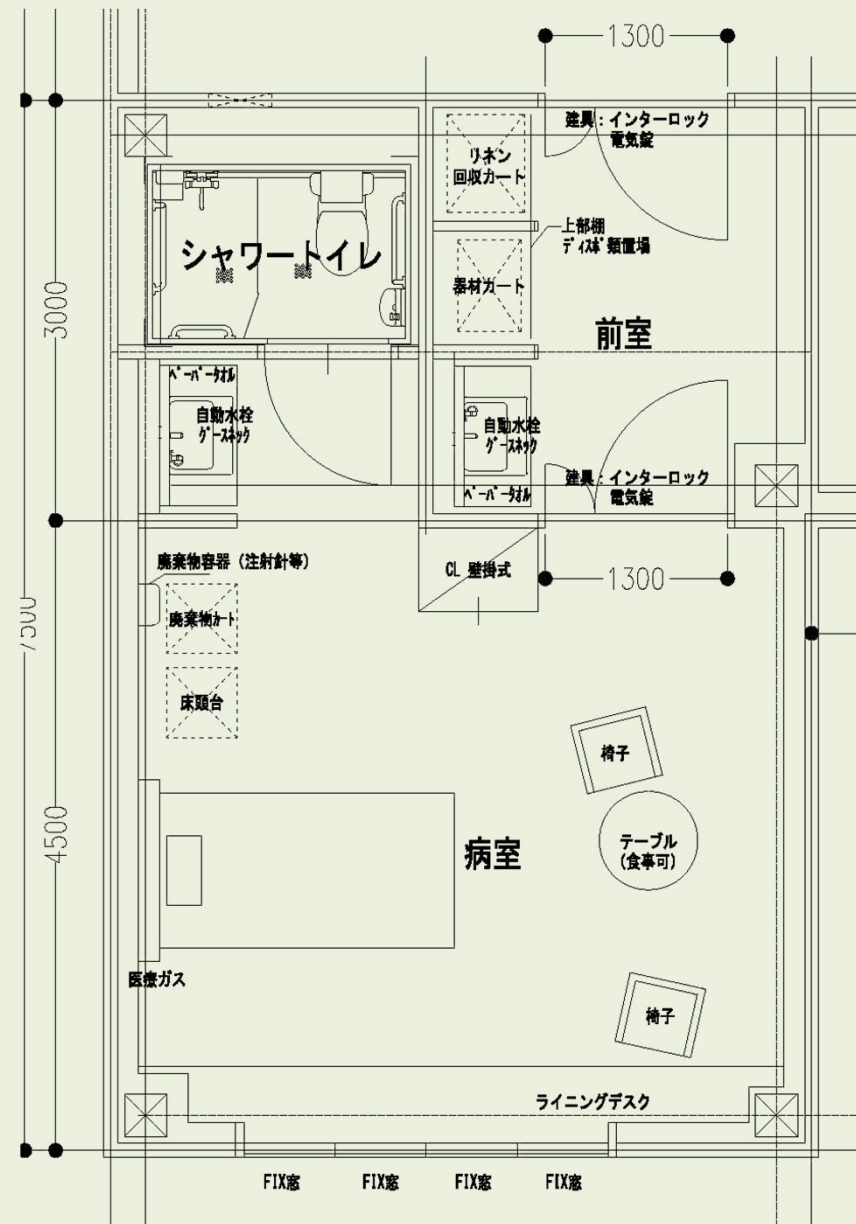 1300
建具：インターロック
電気錠
リネン
回収カート
上部棚
ディスポ類置場
シャワートイレ
器材カート
3000
前室
ペーパータオル
自動水栓
グースネック
自動水栓
グースネック
ペーパータオル
建具：インターロック
電気錠
廃棄物容器（注射針等）
CL 壁掛式
1300
7500
廃棄物カート
床頭台
椅子
4500
病室
テーブル
（食事可）
医療ガス
椅子
ライニングデスク
FIX窓
FIX窓
FIX窓
FIX窓